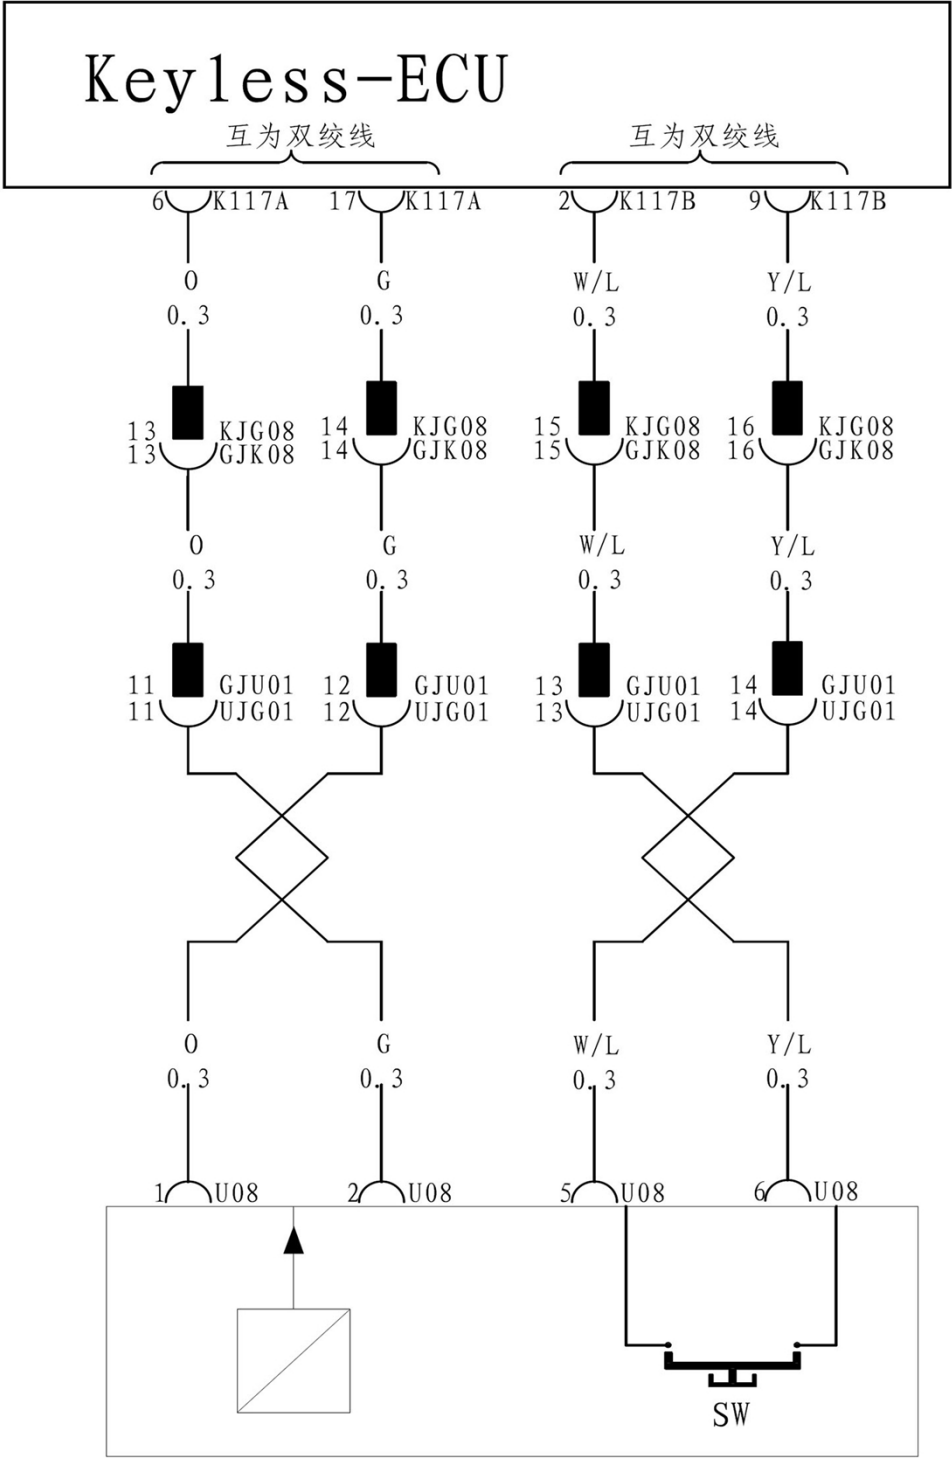 Keyless-ECU
互为双绞线 互为双绞线
6 K117A 17 K117A 2 K117B 9 K117B
O G W/L Y/L
0.3 0.3 0.3 0.3
13 KJG08 14 KJG08 15 KJG08 16 KJG08
13 GJK08 14 GJK08 15 GJK08 16 GJK08
O G W/L Y/L
0.3 0.3 0.3 0.3
11 GJU01 12 GJU01 13 GJU01 14 GJU01
11 UJG01 12 UJG01 13 UJG01 14 UJG01
O G W/L Y/L
0.3 0.3 0.3 0.3
1 U08 2 U08 5 U08 6 U08
SW